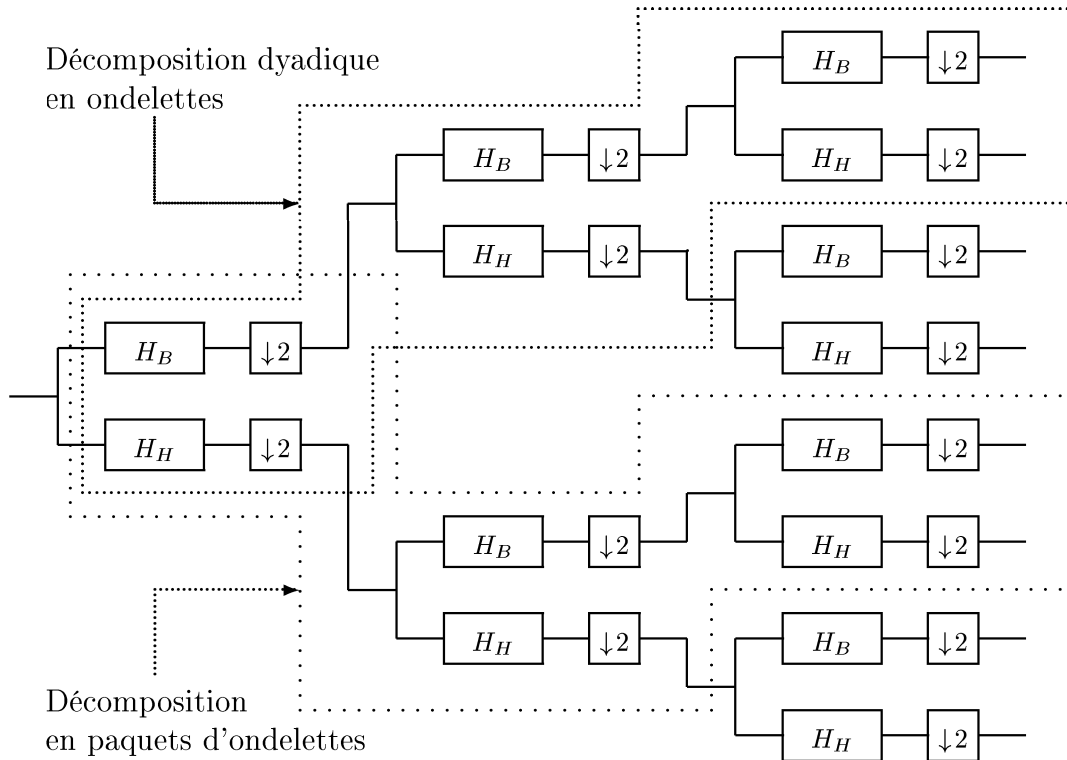 Décomposition dyadique
en ondelettes
H_B ↓2
H_H ↓2
H_B ↓2
H_H ↓2
H_B ↓2
H_H ↓2
H_B ↓2
H_H ↓2
H_B ↓2
H_H ↓2
H_B ↓2
H_H ↓2
H_B ↓2
H_H ↓2
Décomposition
en paquets d'ondelettes